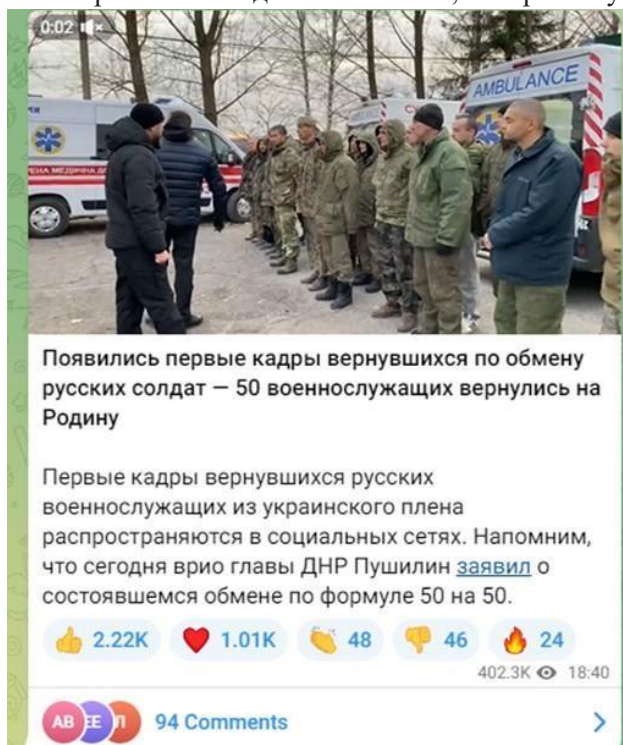 0:02
AMBULANCE
Появились первые кадры вернувшихся по обмену
русских солдат — 50 военнослужащих вернулись на
Родину
Первые кадры вернувшихся русских
военнослужащих из украинского плена
распространяются в социальных сетях. Напомним,
что сегодня врио главы ДНР Пушилин заявил о
состоявшемся обмене по формуле 50 на 50.
👍 2.22K ❤️ 1.01K 👏 48 👎 46 🔥 24
402.3K 18:40
АВ ЕЕ Л 94 Comments